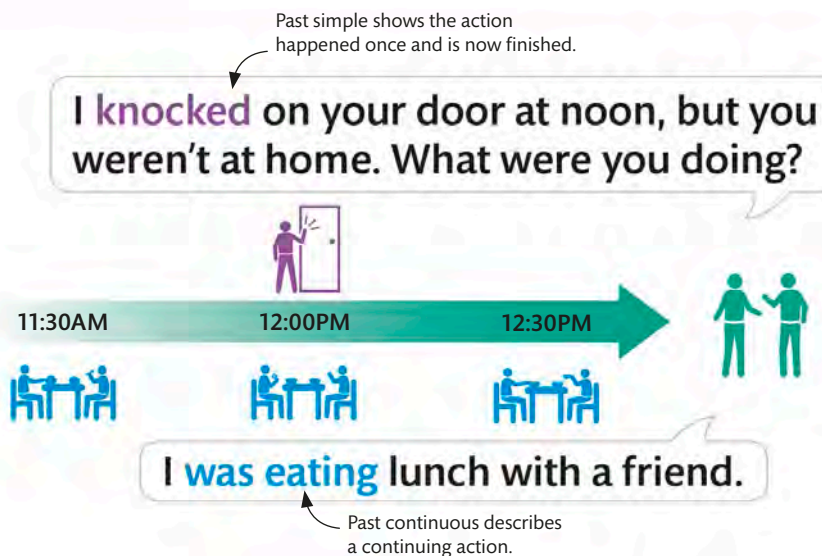 Past simple shows the action
happened once and is now finished.
I knocked on your door at noon, but you
weren't at home. What were you doing?
11:30AM 12:00PM 12:30PM
I was eating lunch with a friend.
Past continuous describes
a continuing action.